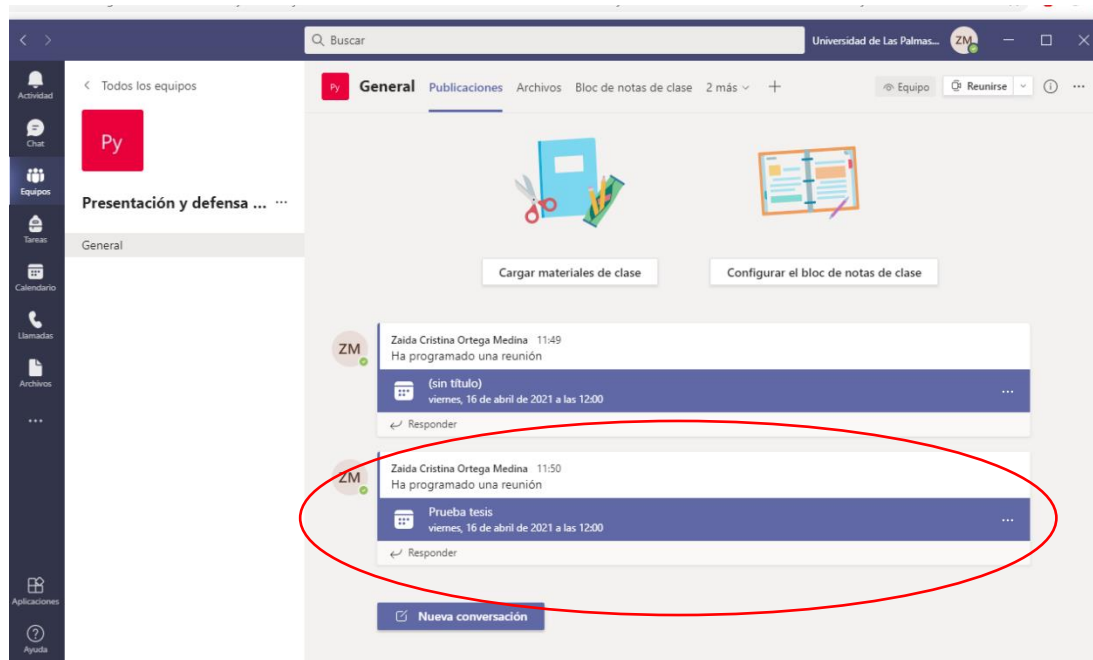 Buscar
Universidad de Las Palmas...
ZM
Actividad
Chat
Equipos
Tareas
Calendario
Llamadas
Archivos
...
Aplicaciones
Ayuda
Todos los equipos
Py
Presentación y defensa ... ...
General
Py General Publicaciones Archivos Bloc de notas de clase 2 más + Equipo Reunirse ...
Cargar materiales de clase Configurar el bloc de notas de clase
ZM
Zaida Cristina Ortega Medina 11:49
Ha programado una reunión
(sin título)
viernes, 16 de abril de 2021 a las 12:00
...
Responder
ZM
Zaida Cristina Ortega Medina 11:50
Ha programado una reunión
Prueba tesis
viernes, 16 de abril de 2021 a las 12:00
...
Responder
Nueva conversación